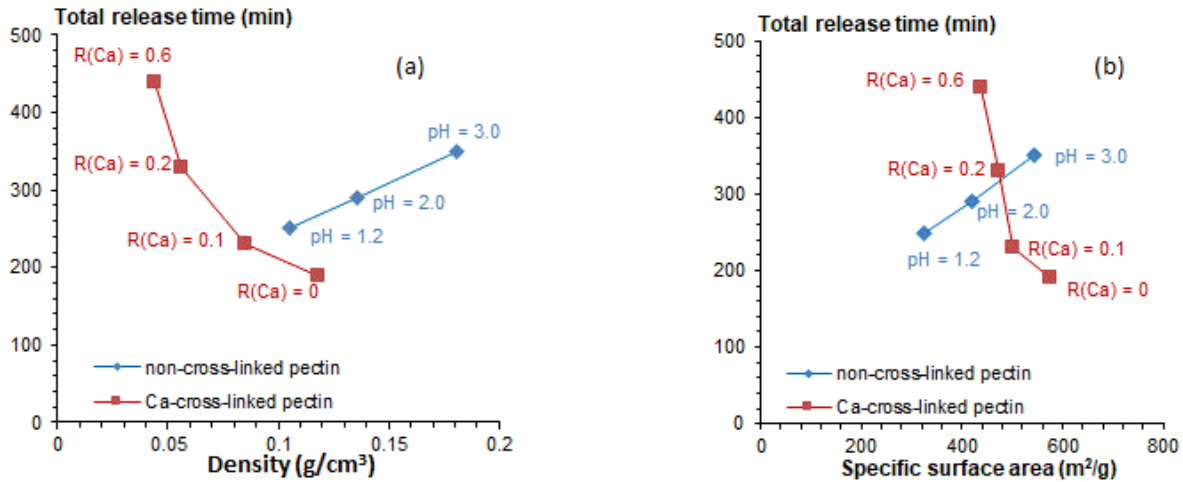 Total release time (min)
500
400
300
200
100
0
R(Ca) = 0.6
(a)
pH = 3.0
R(Ca) = 0.2
pH = 2.0
R(Ca) = 0.1
pH = 1.2
R(Ca) = 0
non-cross-linked pectin
Ca-cross-linked pectin
0 0.05 0.1 0.15 0.2
Density (g/cm³)
Total release time (min)
500
400
300
200
100
0
(b)
R(Ca) = 0.6
pH = 3.0
R(Ca) = 0.2
pH = 2.0
pH = 1.2
R(Ca) = 0.1
R(Ca) = 0
non-cross-linked pectin
Ca-cross-linked pectin
0 200 400 600 800
Specific surface area (m²/g)